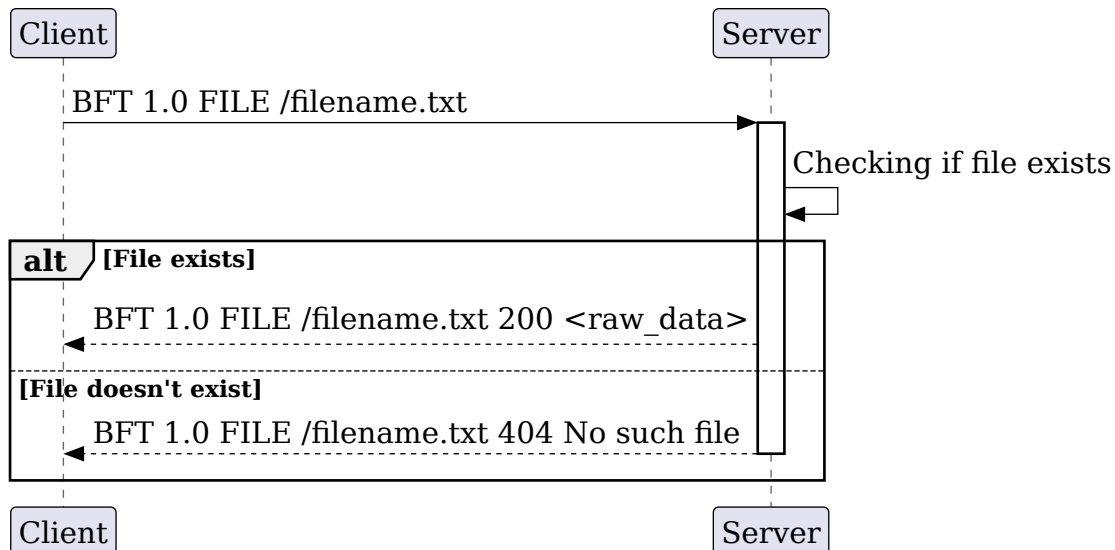 Client
Server
BFT 1.0 FILE /filename.txt
Checking if file exists
alt
[File exists]
BFT 1.0 FILE /filename.txt 200 <raw_data>
[File doesn't exist]
BFT 1.0 FILE /filename.txt 404 No such file
Client
Server